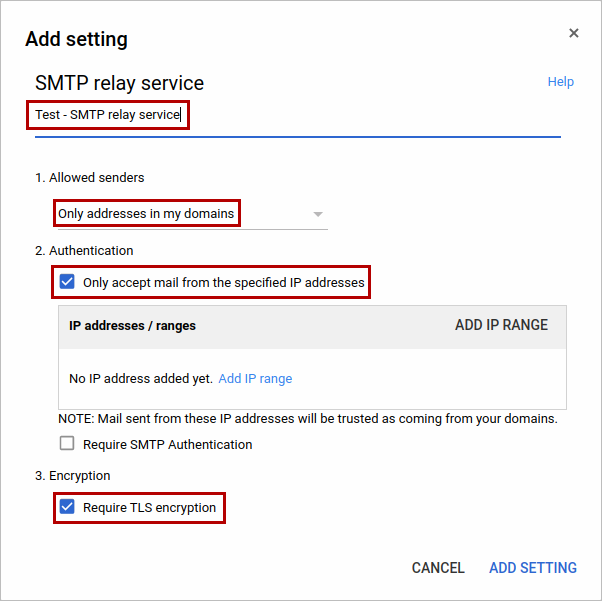 Add setting
×
SMTP relay service
Help
Test - SMTP relay service
1. Allowed senders
Only addresses in my domains
2. Authentication
Only accept mail from the specified IP addresses
IP addresses / ranges
ADD IP RANGE
No IP address added yet. Add IP range
NOTE: Mail sent from these IP addresses will be trusted as coming from your domains.
Require SMTP Authentication
3. Encryption
Require TLS encryption
CANCEL
ADD SETTING